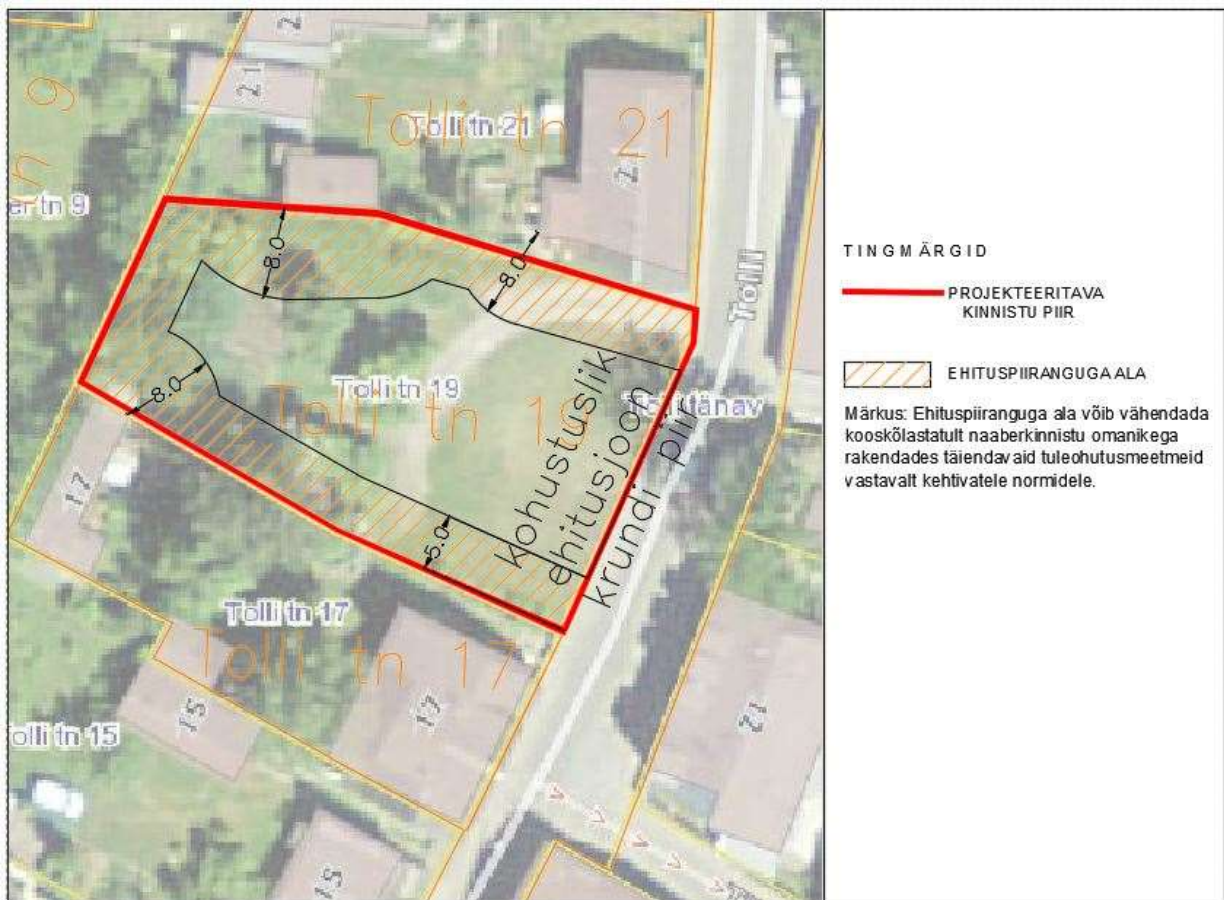 21
Tolli tn 21
Tolli tn 21
er tn 9
n 9
8.0
8.0
Tolli
TINGMÄRGID
PROJEKTEERITAVA
KINNISTU PIIR
EHITUSPIIRANGUGA ALA
Märkus: Ehituspiiranguga ala võib vähendada
kooskõlastatult naaberkinnistu omanikega
rakendades täiendavaid tuleohutusmeetmeid
vastavalt kehtivatele normidele.
8.0
Tolli tn 19
Tolli tn 19
tänav
kohustuslik
ehitusjoon
krundi piir
5.0
17
Tolli tn 17
Tolli tn 17
17
15
olli tn 15
21
15